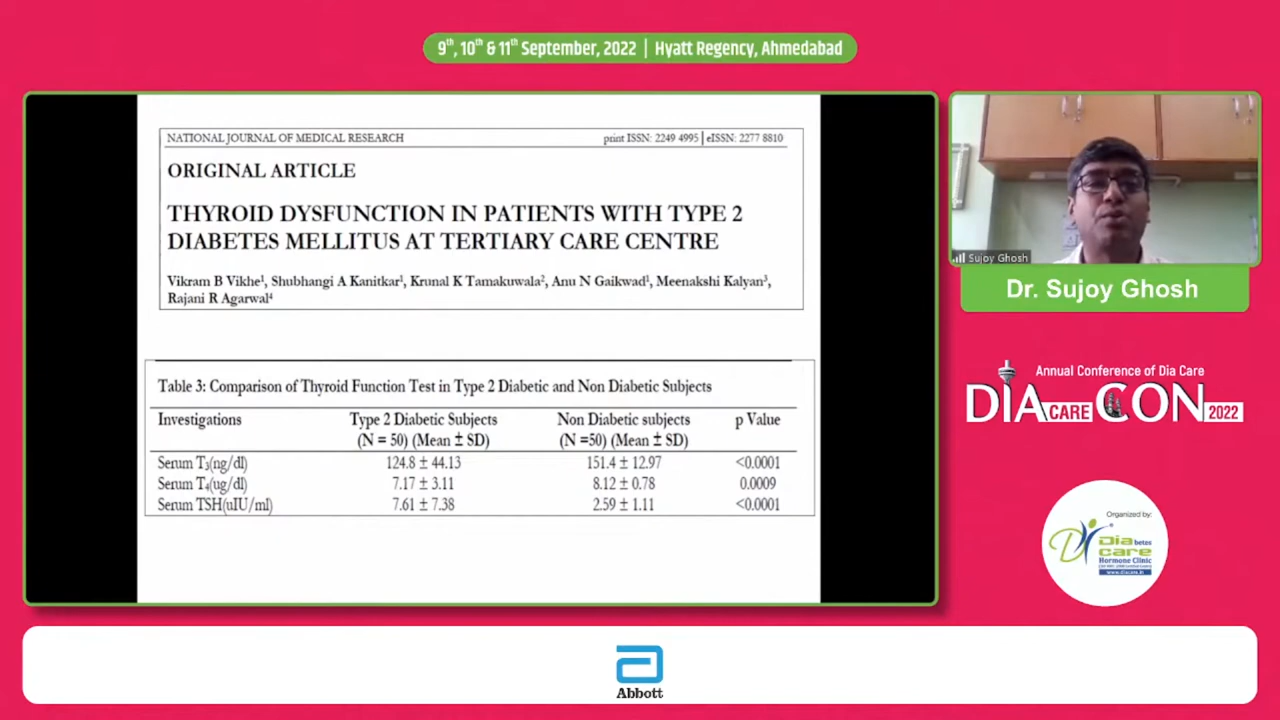 9th, 10th & 11th September, 2022 | Hyatt Regency, Ahmedabad
NATIONAL JOURNAL OF MEDICAL RESEARCH print ISSN: 2249 4995 | eISSN: 2277 8810
ORIGINAL ARTICLE
THYROID DYSFUNCTION IN PATIENTS WITH TYPE 2
DIABETES MELLITUS AT TERTIARY CARE CENTRE
Vikram B Vikhe¹, Shubhangi A Kanitkar¹, Krunal K Tamakuwala², Anu N Gaikwad¹, Meenakshi Kalyan³,
Rajani R Agarwal⁴
Table 3: Comparison of Thyroid Function Test in Type 2 Diabetic and Non Diabetic Subjects
Investigations Type 2 Diabetic Subjects Non Diabetic subjects p Value
(N = 50) (Mean ± SD) (N =50) (Mean ± SD)
Serum T₃(ng/dl) 124.8 ± 44.13 151.4 ± 12.97 <0.0001
Serum T₄(ug/dl) 7.17 ± 3.11 8.12 ± 0.78 0.0009
Serum TSH(uIU/ml) 7.61 ± 7.38 2.59 ± 1.11 <0.0001
Sujoy Ghosh
Dr. Sujoy Ghosh
Annual Conference of Dia Care
DIA CARE CON 2022
Organized by:
Diabetes
care
Hormone Clinic
www.diacare.in
Abbott